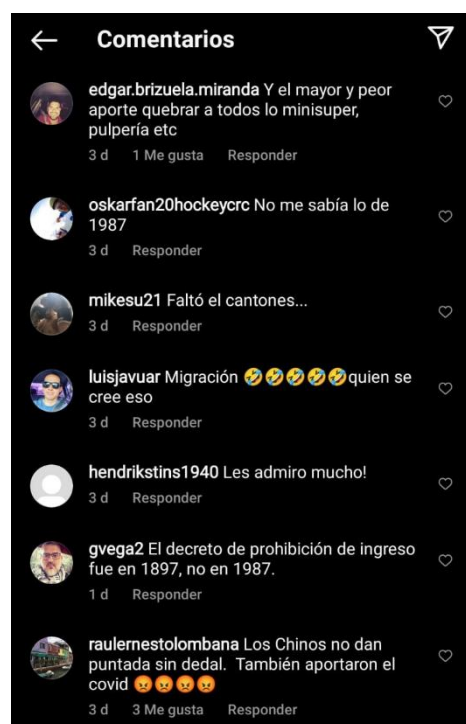 Comentarios
edgar.brizuela.miranda Y el mayor y peor
aporte quebrar a todos lo minisuper,
pulpería etc
3 d 1 Me gusta Responder
oskarfan20hockeycrc No me sabía lo de
1987
3 d Responder
mikesu21 Faltó el cantones...
3 d Responder
luisjavuar Migración 🤣🤣🤣🤣🤣quien se
cree eso
3 d Responder
hendrikstins1940 Les admiro mucho!
3 d Responder
gvega2 El decreto de prohibición de ingreso
fue en 1897, no en 1987.
1 d Responder
raulernestolombana Los Chinos no dan
puntada sin dedal. También aportaron el
covid 😡😡😡😡
3 d 3 Me gusta Responder